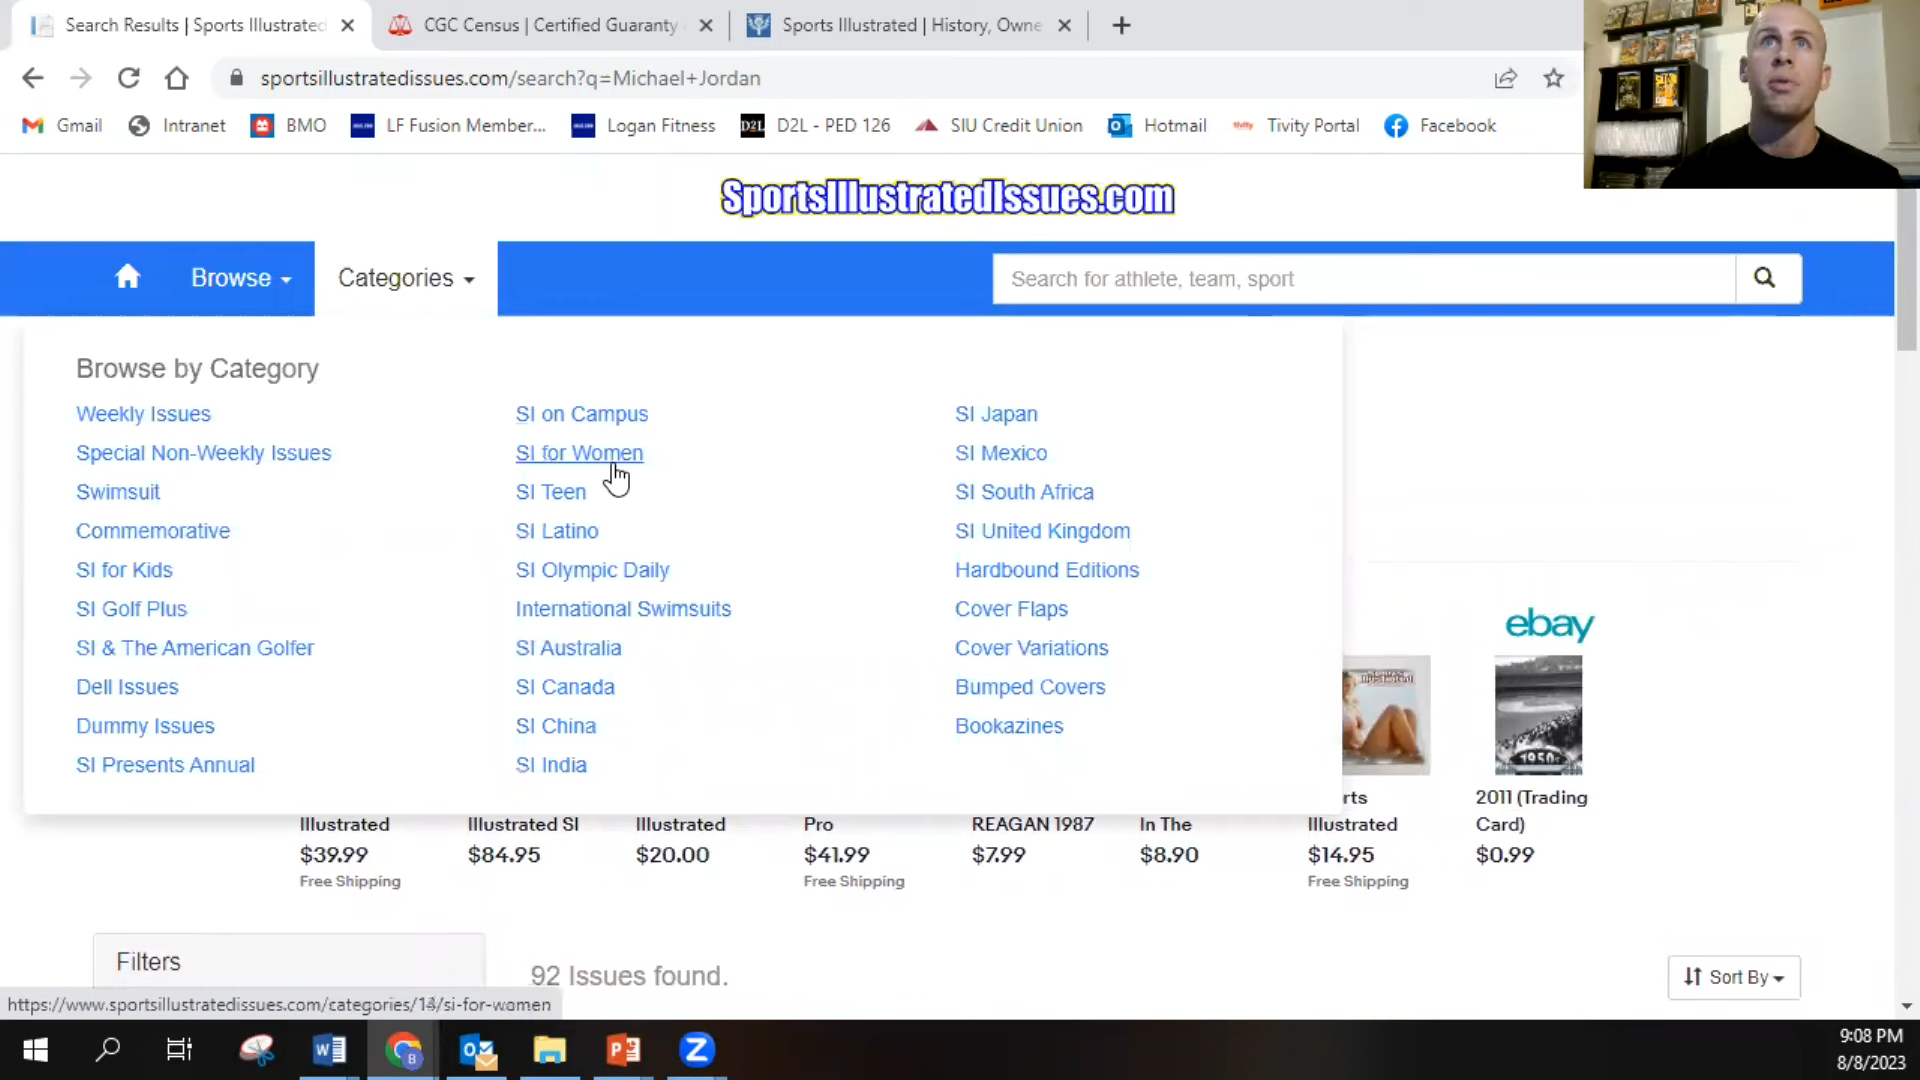 Search Results | Sports Illustrated
CGC Census | Certified Guaranty
Sports Illustrated | History, Owne
sportsillustratedissues.com/search?q=Michael+Jordan
Gmail
Intranet
BMO
LF Fusion Member...
Logan Fitness
D2L
D2L - PED 126
SIU Credit Union
Hotmail
Tivity Portal
Facebook
SportsIllustratedIssues.com
Browse
Categories
Search for athlete, team, sport
Browse by Category
Weekly Issues
SI on Campus
SI Japan
Special Non-Weekly Issues
SI for Women
SI Mexico
Swimsuit
SI Teen
SI South Africa
Commemorative
SI Latino
SI United Kingdom
SI for Kids
SI Olympic Daily
Hardbound Editions
SI Golf Plus
International Swimsuits
Cover Flaps
SI & The American Golfer
SI Australia
Cover Variations
Dell Issues
SI Canada
Bumped Covers
Dummy Issues
SI China
Bookazines
SI Presents Annual
SI India
ebay
1950s
rts
2011 (Trading
Illustrated
Illustrated SI
Illustrated
Pro
REAGAN 1987
In The
Illustrated
Card)
$39.99
$84.95
$20.00
$41.99
$7.99
$8.90
$14.95
$0.99
Free Shipping
Free Shipping
Free Shipping
Filters
92 Issues found.
Sort By
https://www.sportsillustratedissues.com/categories/14/si-for-women
9:08 PM
8/8/2023